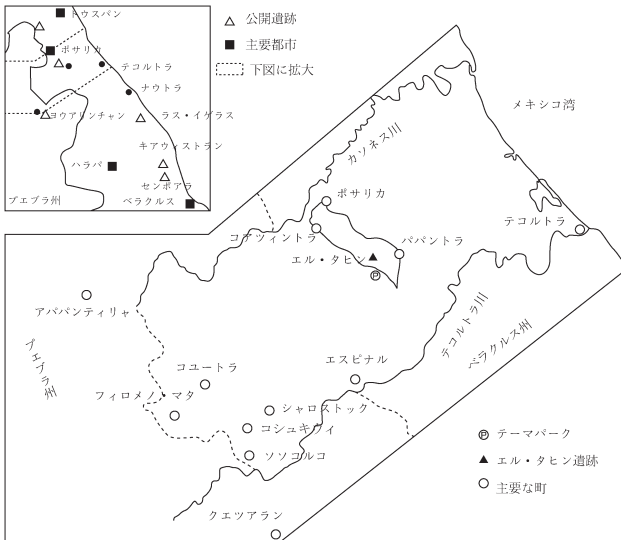 トゥスパン
ポサリカ
テコルトラ
ナウトラ
ヨワリンチャン
ラス・イゲラス
キアウィストラン
ハラパ
センポアラ
プエブラ州
ベラクルス
公開遺跡
主要都市
下図に拡大
メキシコ湾
カソネス川
ポサリカ
テコルトラ
コアツィントラ
パパントラ
エル・タヒン
アパパンティリャ
プエブラ州
テコルトラ川
ベラクルス州
コユートラ
エスピナル
フィロメノ・マタ
シャロストック
コシュキウィ
ソソコルコ
クエツアラン
Ⓟ テーマパーク
エル・タヒン遺跡
主要な町